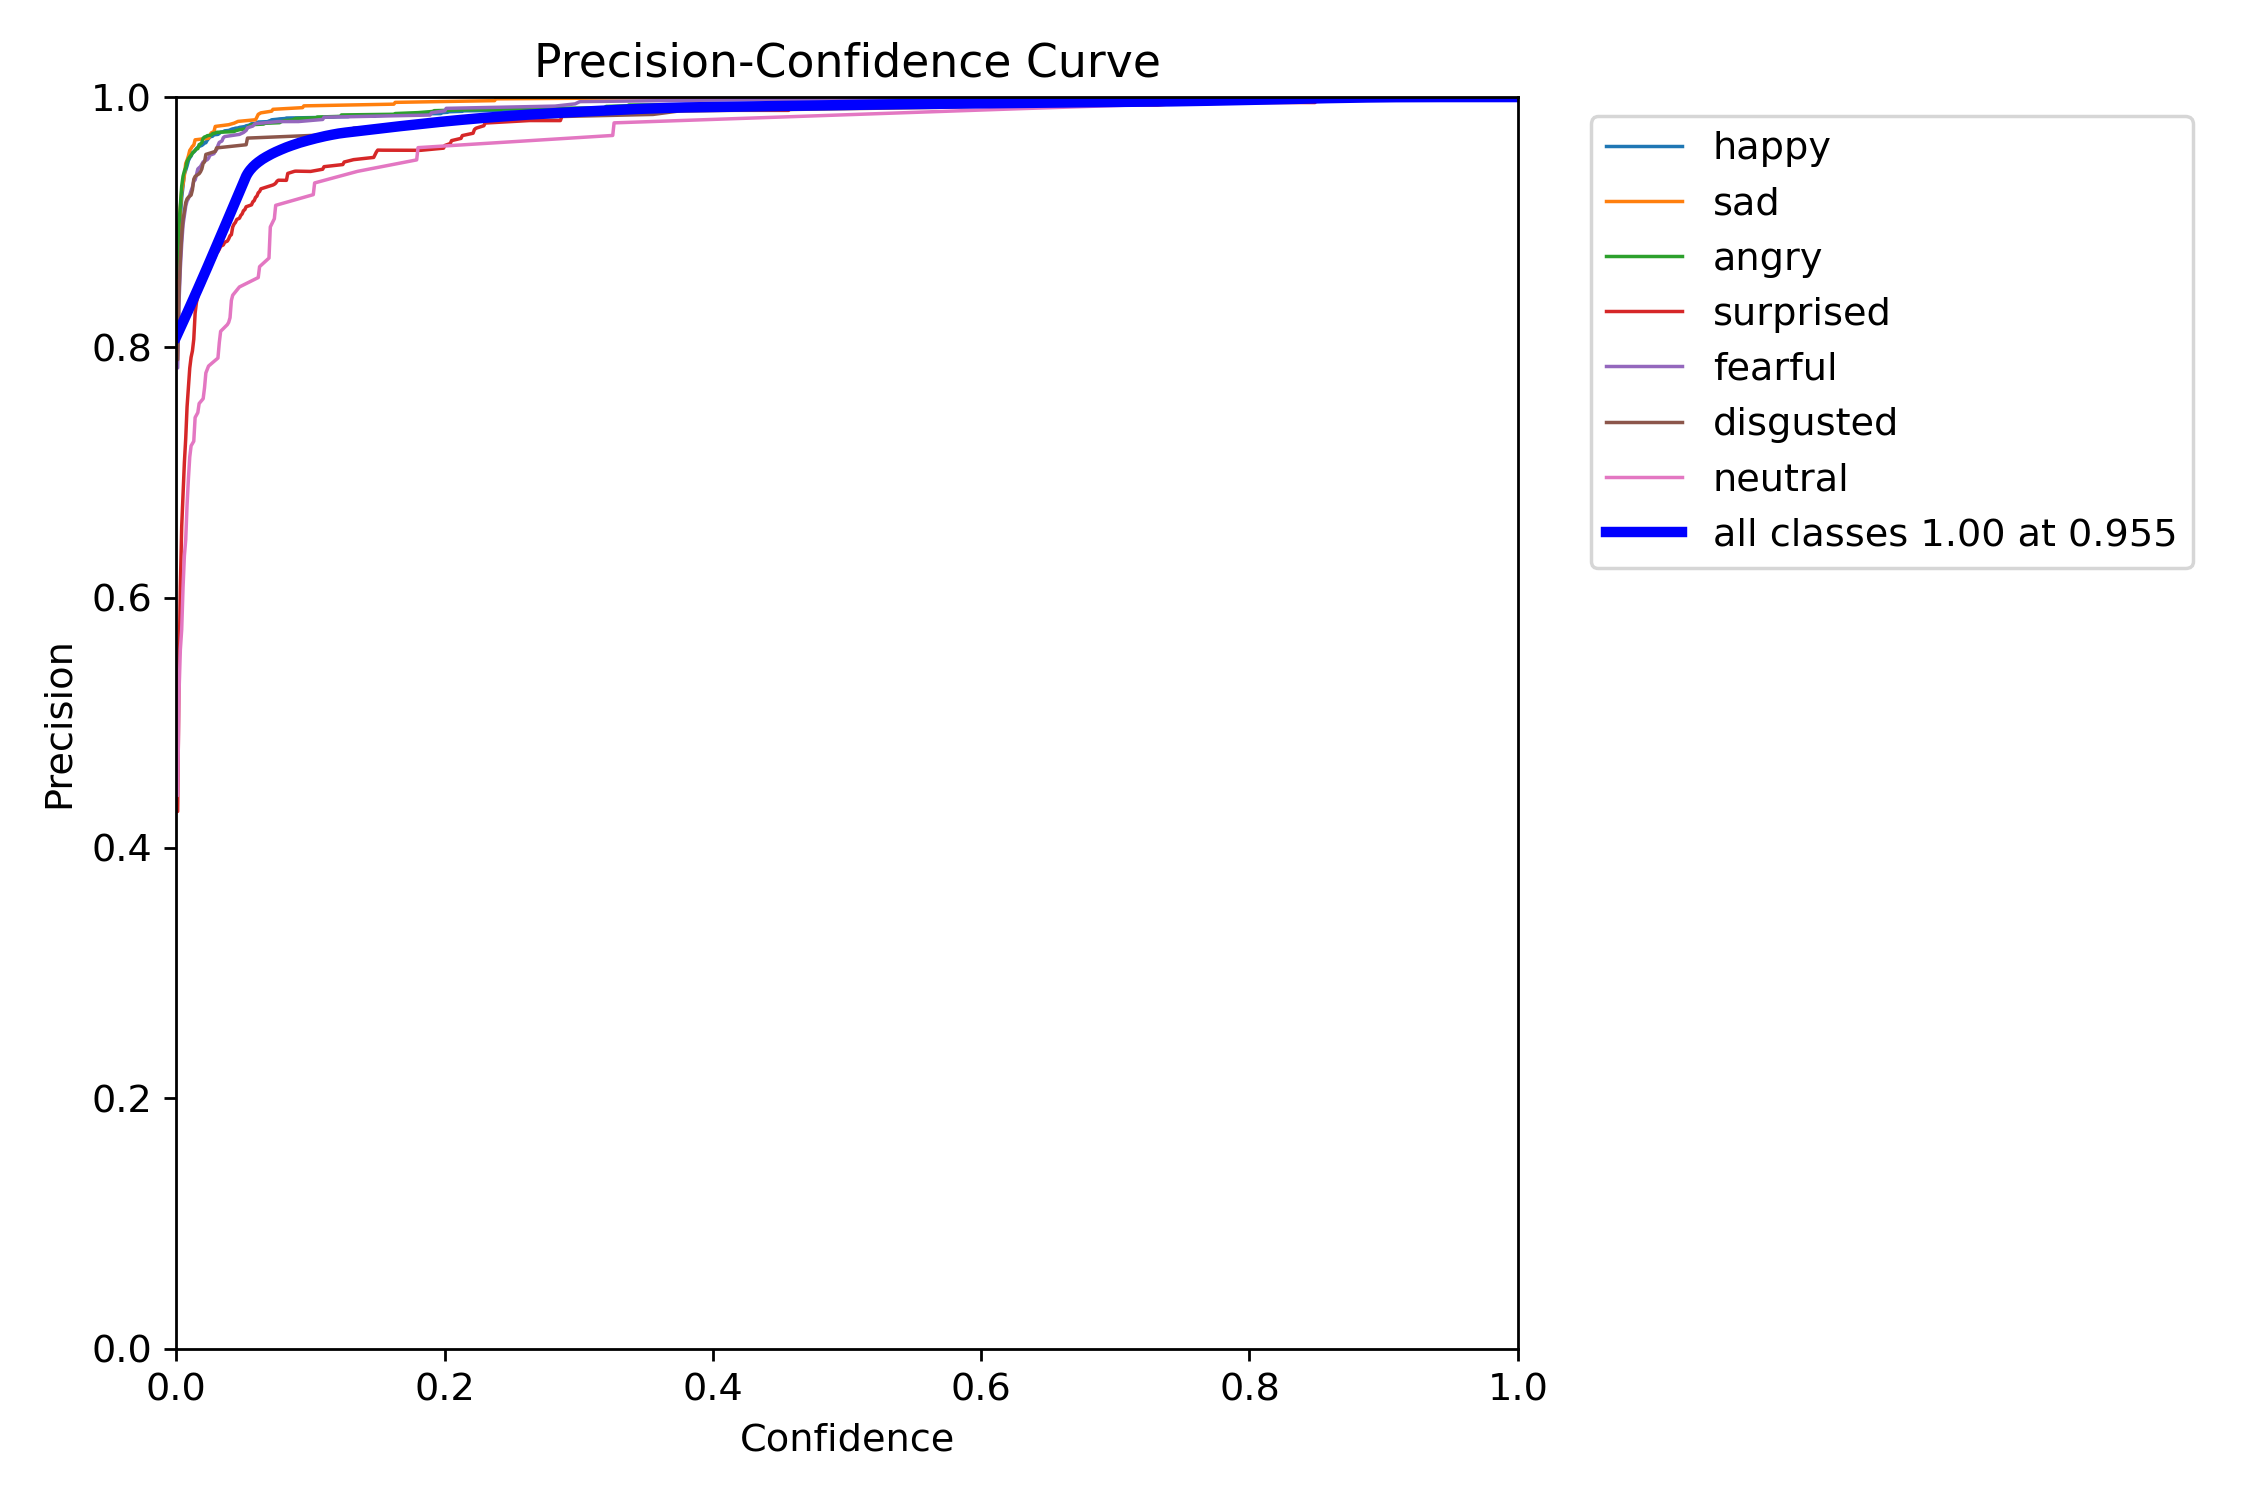 Precision-Confidence Curve
1.0
0.8
0.6
0.4
0.2
0.0
Precision
0.0 0.2 0.4 0.6 0.8 1.0
Confidence
happy
sad
angry
surprised
fearful
disgusted
neutral
all classes 1.00 at 0.955